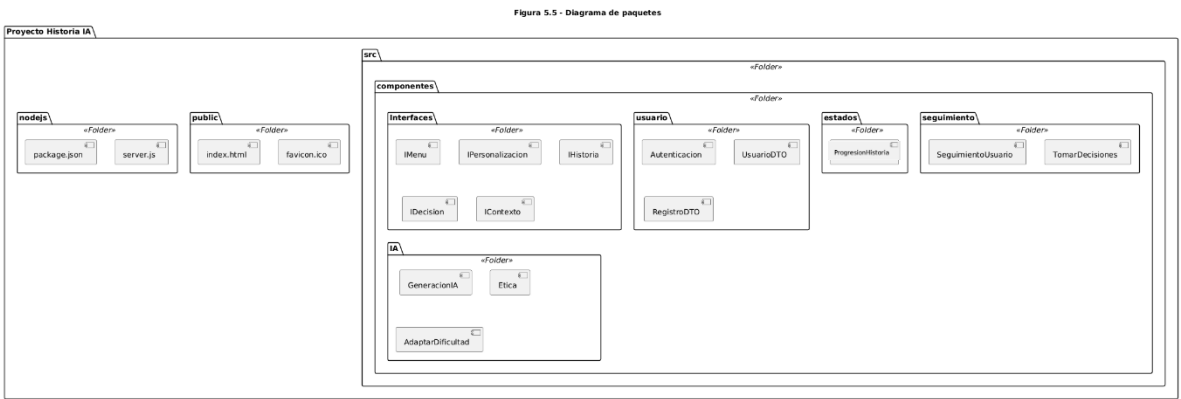 Figura 5.5 - Diagrama de paquetes
Proyecto Historia IA
src
«Folder»
componentes
«Folder»
nodejs
«Folder»
package.json
server.js
public
«Folder»
index.html
favicon.ico
Interfaces
«Folder»
IMenu
IPersonalizacion
IHistoria
IDecision
IContexto
usuario
«Folder»
Autenticacion
UsuarioDTO
RegistroDTO
estados
«Folder»
ProgresionHistoria
seguimiento
«Folder»
SeguimientoUsuario
TomarDecisiones
IA
«Folder»
GeneracionIA
Etica
AdaptarDificultad